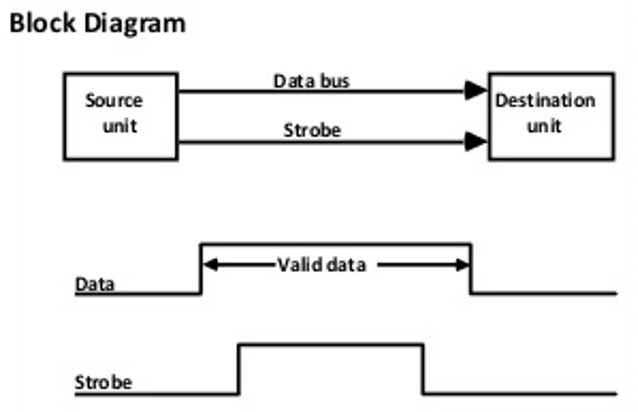 Block Diagram
Data bus
Source
unit
Destination
unit
Strobe
Valid data
Data
Strobe